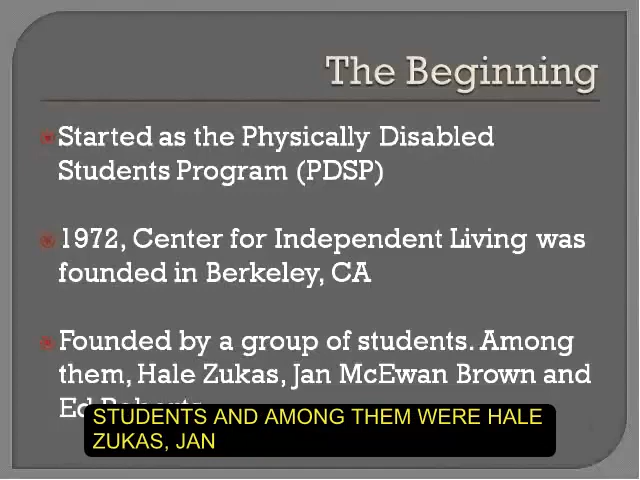 The Beginning
Started as the Physically Disabled
Students Program (PDSP)
1972, Center for Independent Living was
founded in Berkeley, CA
Founded by a group of students. Among
them, Hale Zukas, Jan McEwan Brown and
Ed
STUDENTS AND AMONG THEM WERE HALE
ZUKAS, JAN